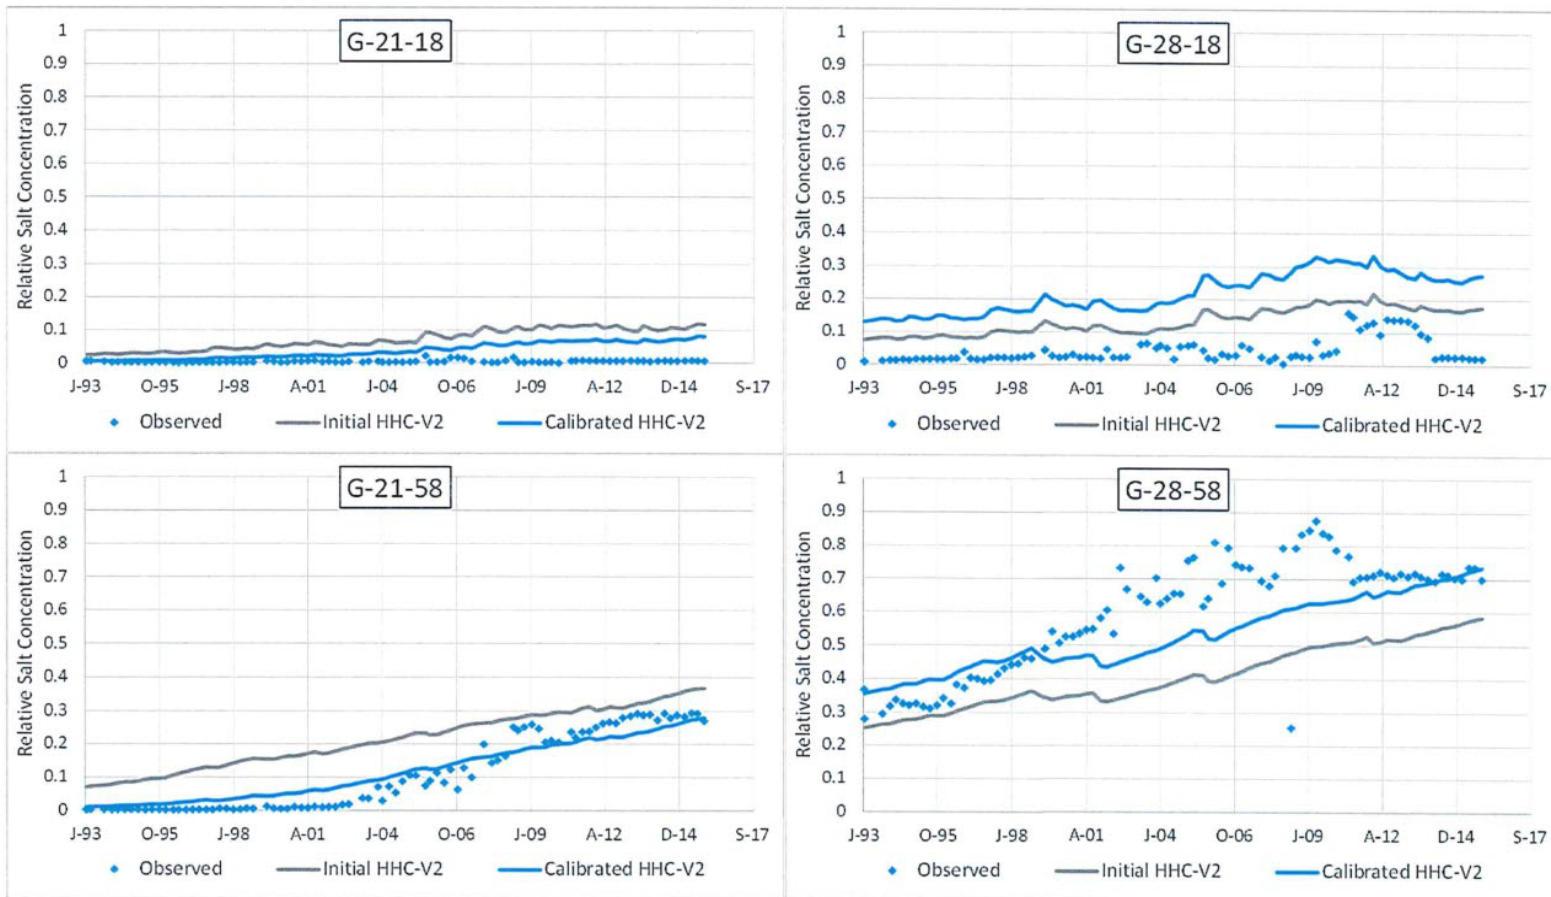 G-21-18
Relative Salt Concentration
1
0.9
0.8
0.7
0.6
0.5
0.4
0.3
0.2
0.1
0
J-93 O-95 J-98 A-01 J-04 O-06 J-09 A-12 D-14 S-17
Observed Initial HHC-V2 Calibrated HHC-V2
G-28-18
Relative Salt Concentration
1
0.9
0.8
0.7
0.6
0.5
0.4
0.3
0.2
0.1
0
J-93 O-95 J-98 A-01 J-04 O-06 J-09 A-12 D-14 S-17
Observed Initial HHC-V2 Calibrated HHC-V2
G-21-58
Relative Salt Concentration
1
0.9
0.8
0.7
0.6
0.5
0.4
0.3
0.2
0.1
0
J-93 O-95 J-98 A-01 J-04 O-06 J-09 A-12 D-14 S-17
Observed Initial HHC-V2 Calibrated HHC-V2
G-28-58
Relative Salt Concentration
1
0.9
0.8
0.7
0.6
0.5
0.4
0.3
0.2
0.1
0
J-93 O-95 J-98 A-01 J-04 O-06 J-09 A-12 D-14 S-17
Observed Initial HHC-V2 Calibrated HHC-V2